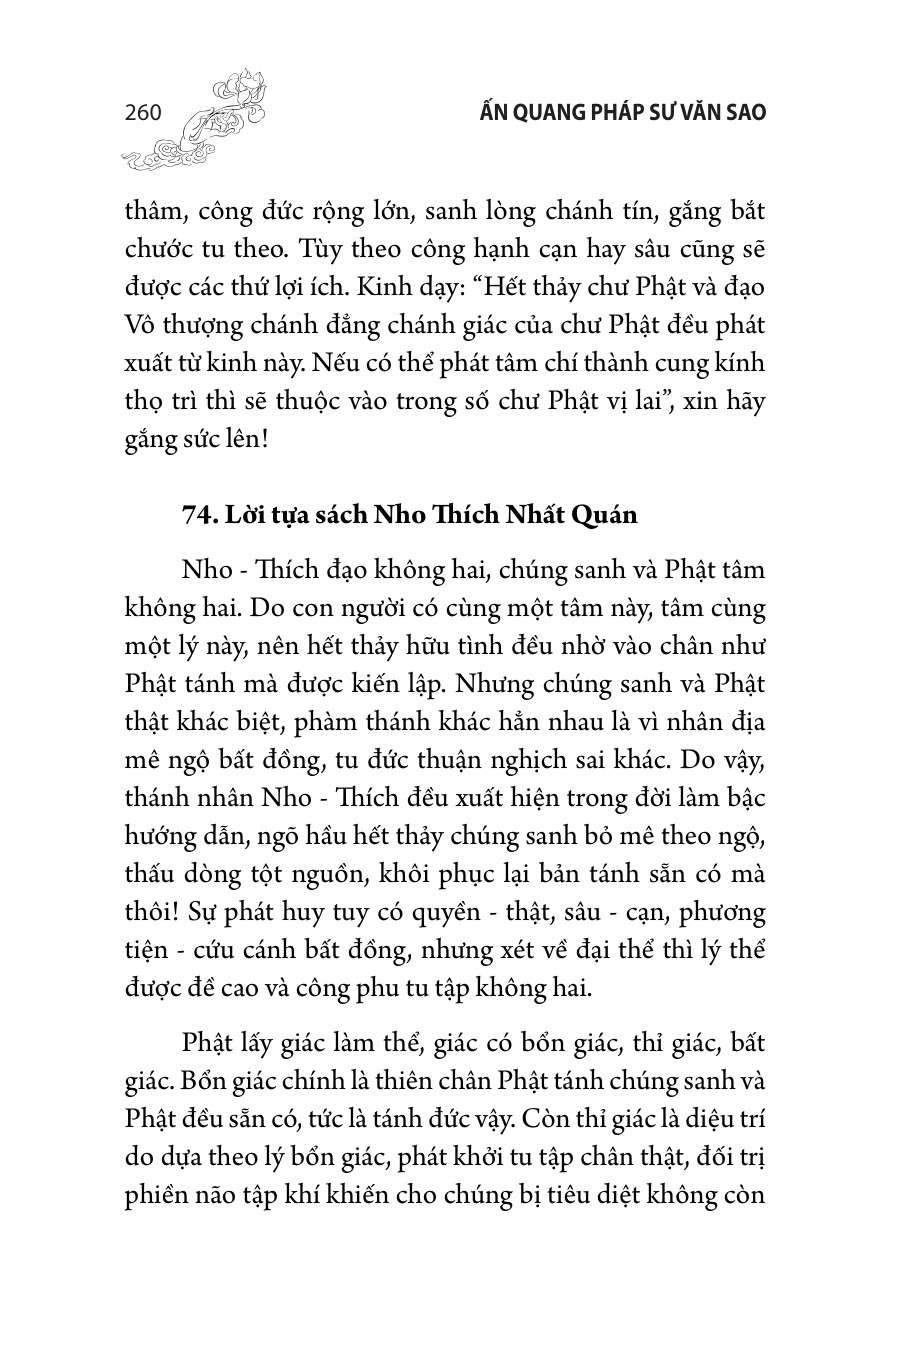 260
ẤN QUANG PHÁP SƯ VĂN SAO
thâm, công đức rộng lớn, sanh lòng chánh tín, gắng bắt
chước tu theo. Tùy theo công hạnh cạn hay sâu cũng sẽ
được các thứ lợi ích. Kinh dạy: “Hết thảy chư Phật và đạo
Vô thượng chánh đẳng chánh giác của chư Phật đều phát
xuất từ kinh này. Nếu có thể phát tâm chí thành cung kính
thọ trì thì sẽ thuộc vào trong số chư Phật vị lai”, xin hãy
gắng sức lên!
74. Lời tựa sách Nho Thích Nhất Quán
Nho - Thích đạo không hai, chúng sanh và Phật tâm
không hai. Do con người có cùng một tâm này, tâm cùng
một lý này, nên hết thảy hữu tình đều nhờ vào chân như
Phật tánh mà được kiến lập. Nhưng chúng sanh và Phật
thật khác biệt, phàm thánh khác hẳn nhau là vì nhân địa
mê ngộ bất đồng, tu đức thuận nghịch sai khác. Do vậy,
thánh nhân Nho - Thích đều xuất hiện trong đời làm bậc
hướng dẫn, ngõ hầu hết thảy chúng sanh bỏ mê theo ngộ,
thấu dòng tột nguồn, khôi phục lại bản tánh sẵn có mà
thôi! Sự phát huy tuy có quyền - thật, sâu - cạn, phương
tiện - cứu cánh bất đồng, nhưng xét về đại thể thì lý thể
được đề cao và công phu tu tập không hai.
Phật lấy giác làm thể, giác có bổn giác, thỉ giác, bất
giác. Bổn giác chính là thiên chân Phật tánh chúng sanh và
Phật đều sẵn có, tức là tánh đức vậy. Còn thỉ giác là diệu trí
do dựa theo lý bổn giác, phát khởi tu tập chân thật, đối trị
phiền não tập khí khiến cho chúng bị tiêu diệt không còn